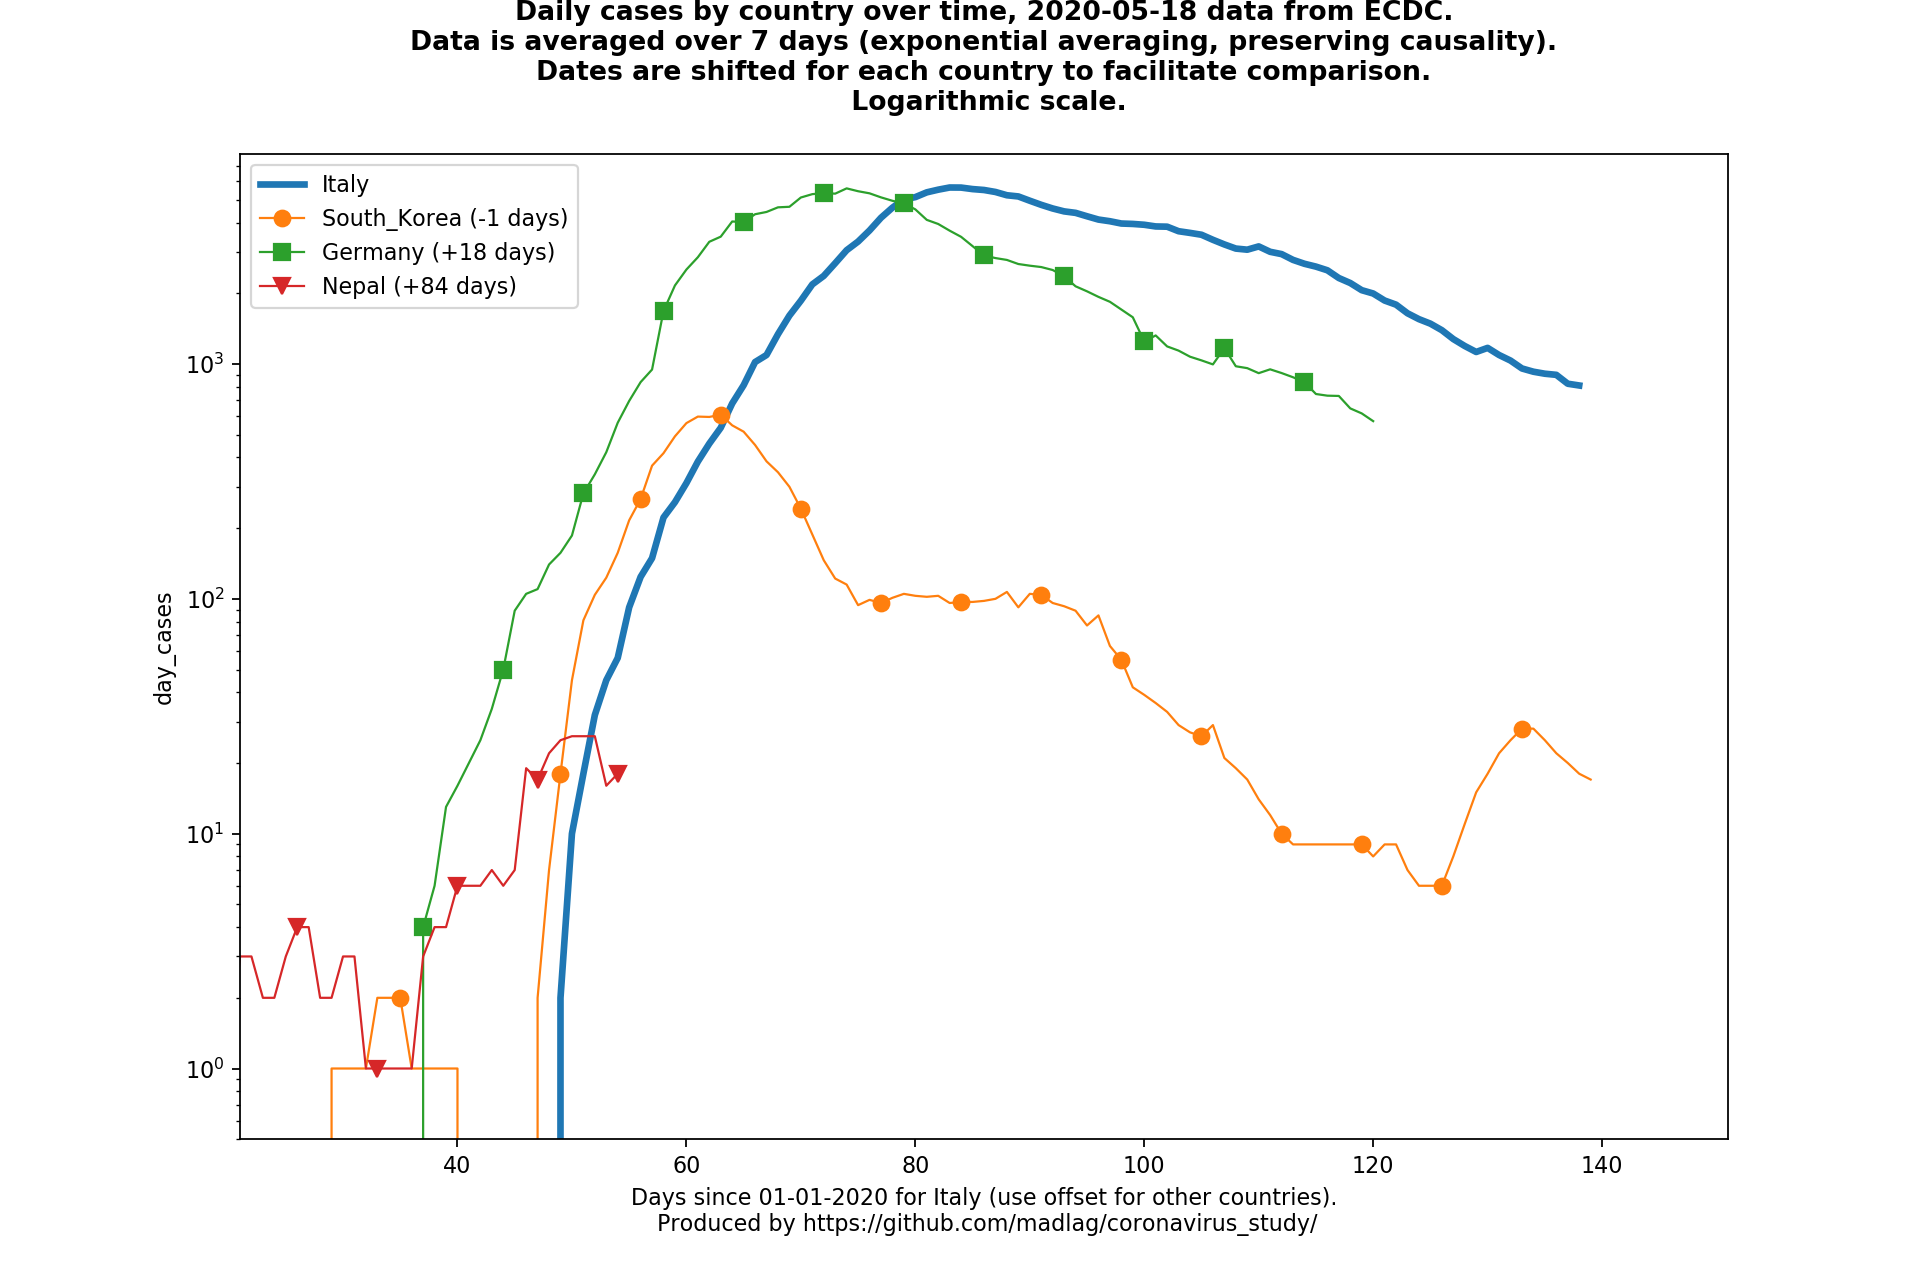 Daily cases by country over time, 2020-05-18 data from ECDC.
Data is averaged over 7 days (exponential averaging, preserving causality).
Dates are shifted for each country to facilitate comparison.
Logarithmic scale.
Italy
South_Korea (-1 days)
Germany (+18 days)
Nepal (+84 days)
day_cases
10³
10²
10¹
10⁰
40 60 80 100 120 140
Days since 01-01-2020 for Italy (use offset for other countries).
Produced by https://github.com/madlag/coronavirus_study/